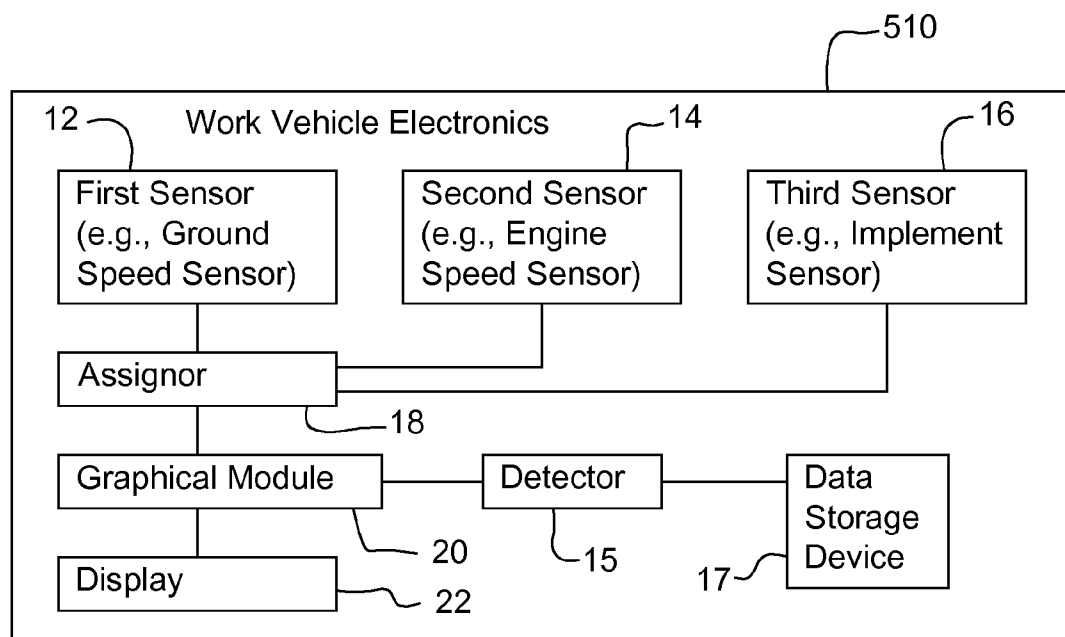 510
Work Vehicle Electronics
12
14
16
First Sensor
(e.g., Ground
Speed Sensor)
Second Sensor
(e.g., Engine
Speed Sensor)
Third Sensor
(e.g., Implement
Sensor)
Assignor
18
Graphical Module
20
Detector
15
Data
Storage
Device
17
Display
22